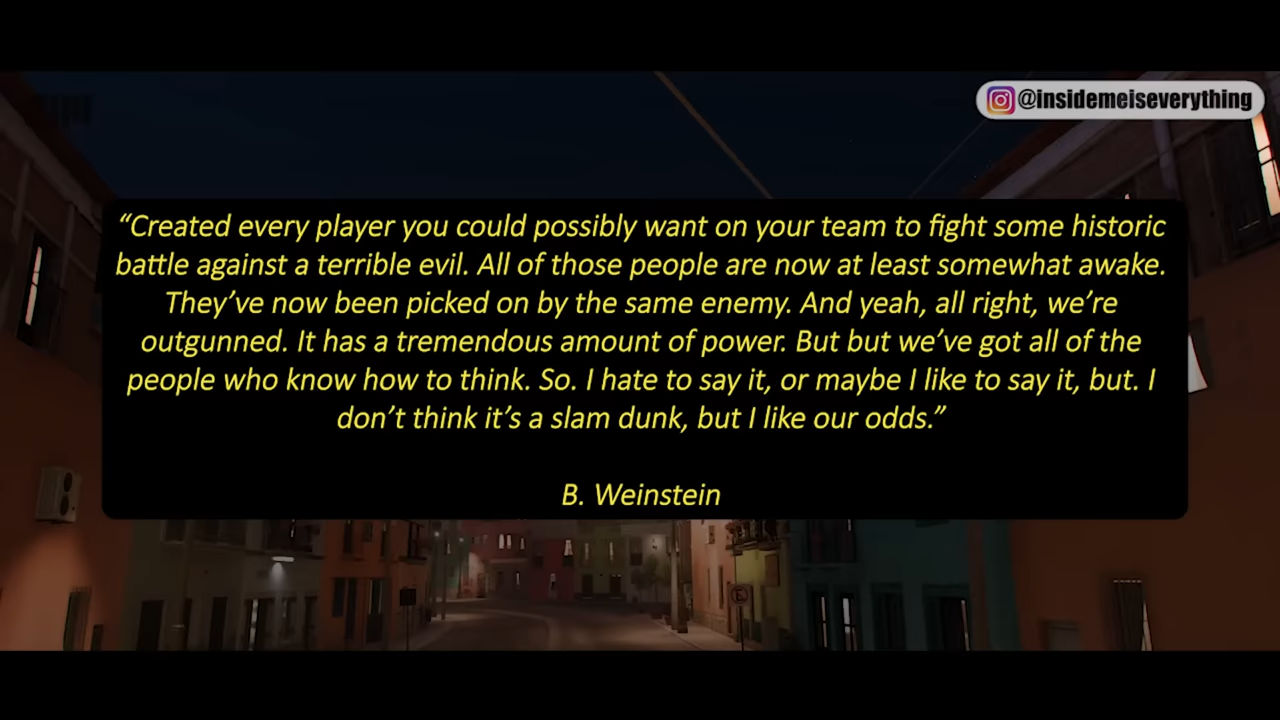 @insidemeiseverything
“Created every player you could possibly want on your team to fight some historic
battle against a terrible evil. All of those people are now at least somewhat awake.
They’ve now been picked on by the same enemy. And yeah, all right, we’re
outgunned. It has a tremendous amount of power. But but we’ve got all of the
people who know how to think. So. I hate to say it, or maybe I like to say it, but. I
don’t think it’s a slam dunk, but I like our odds.”
B. Weinstein